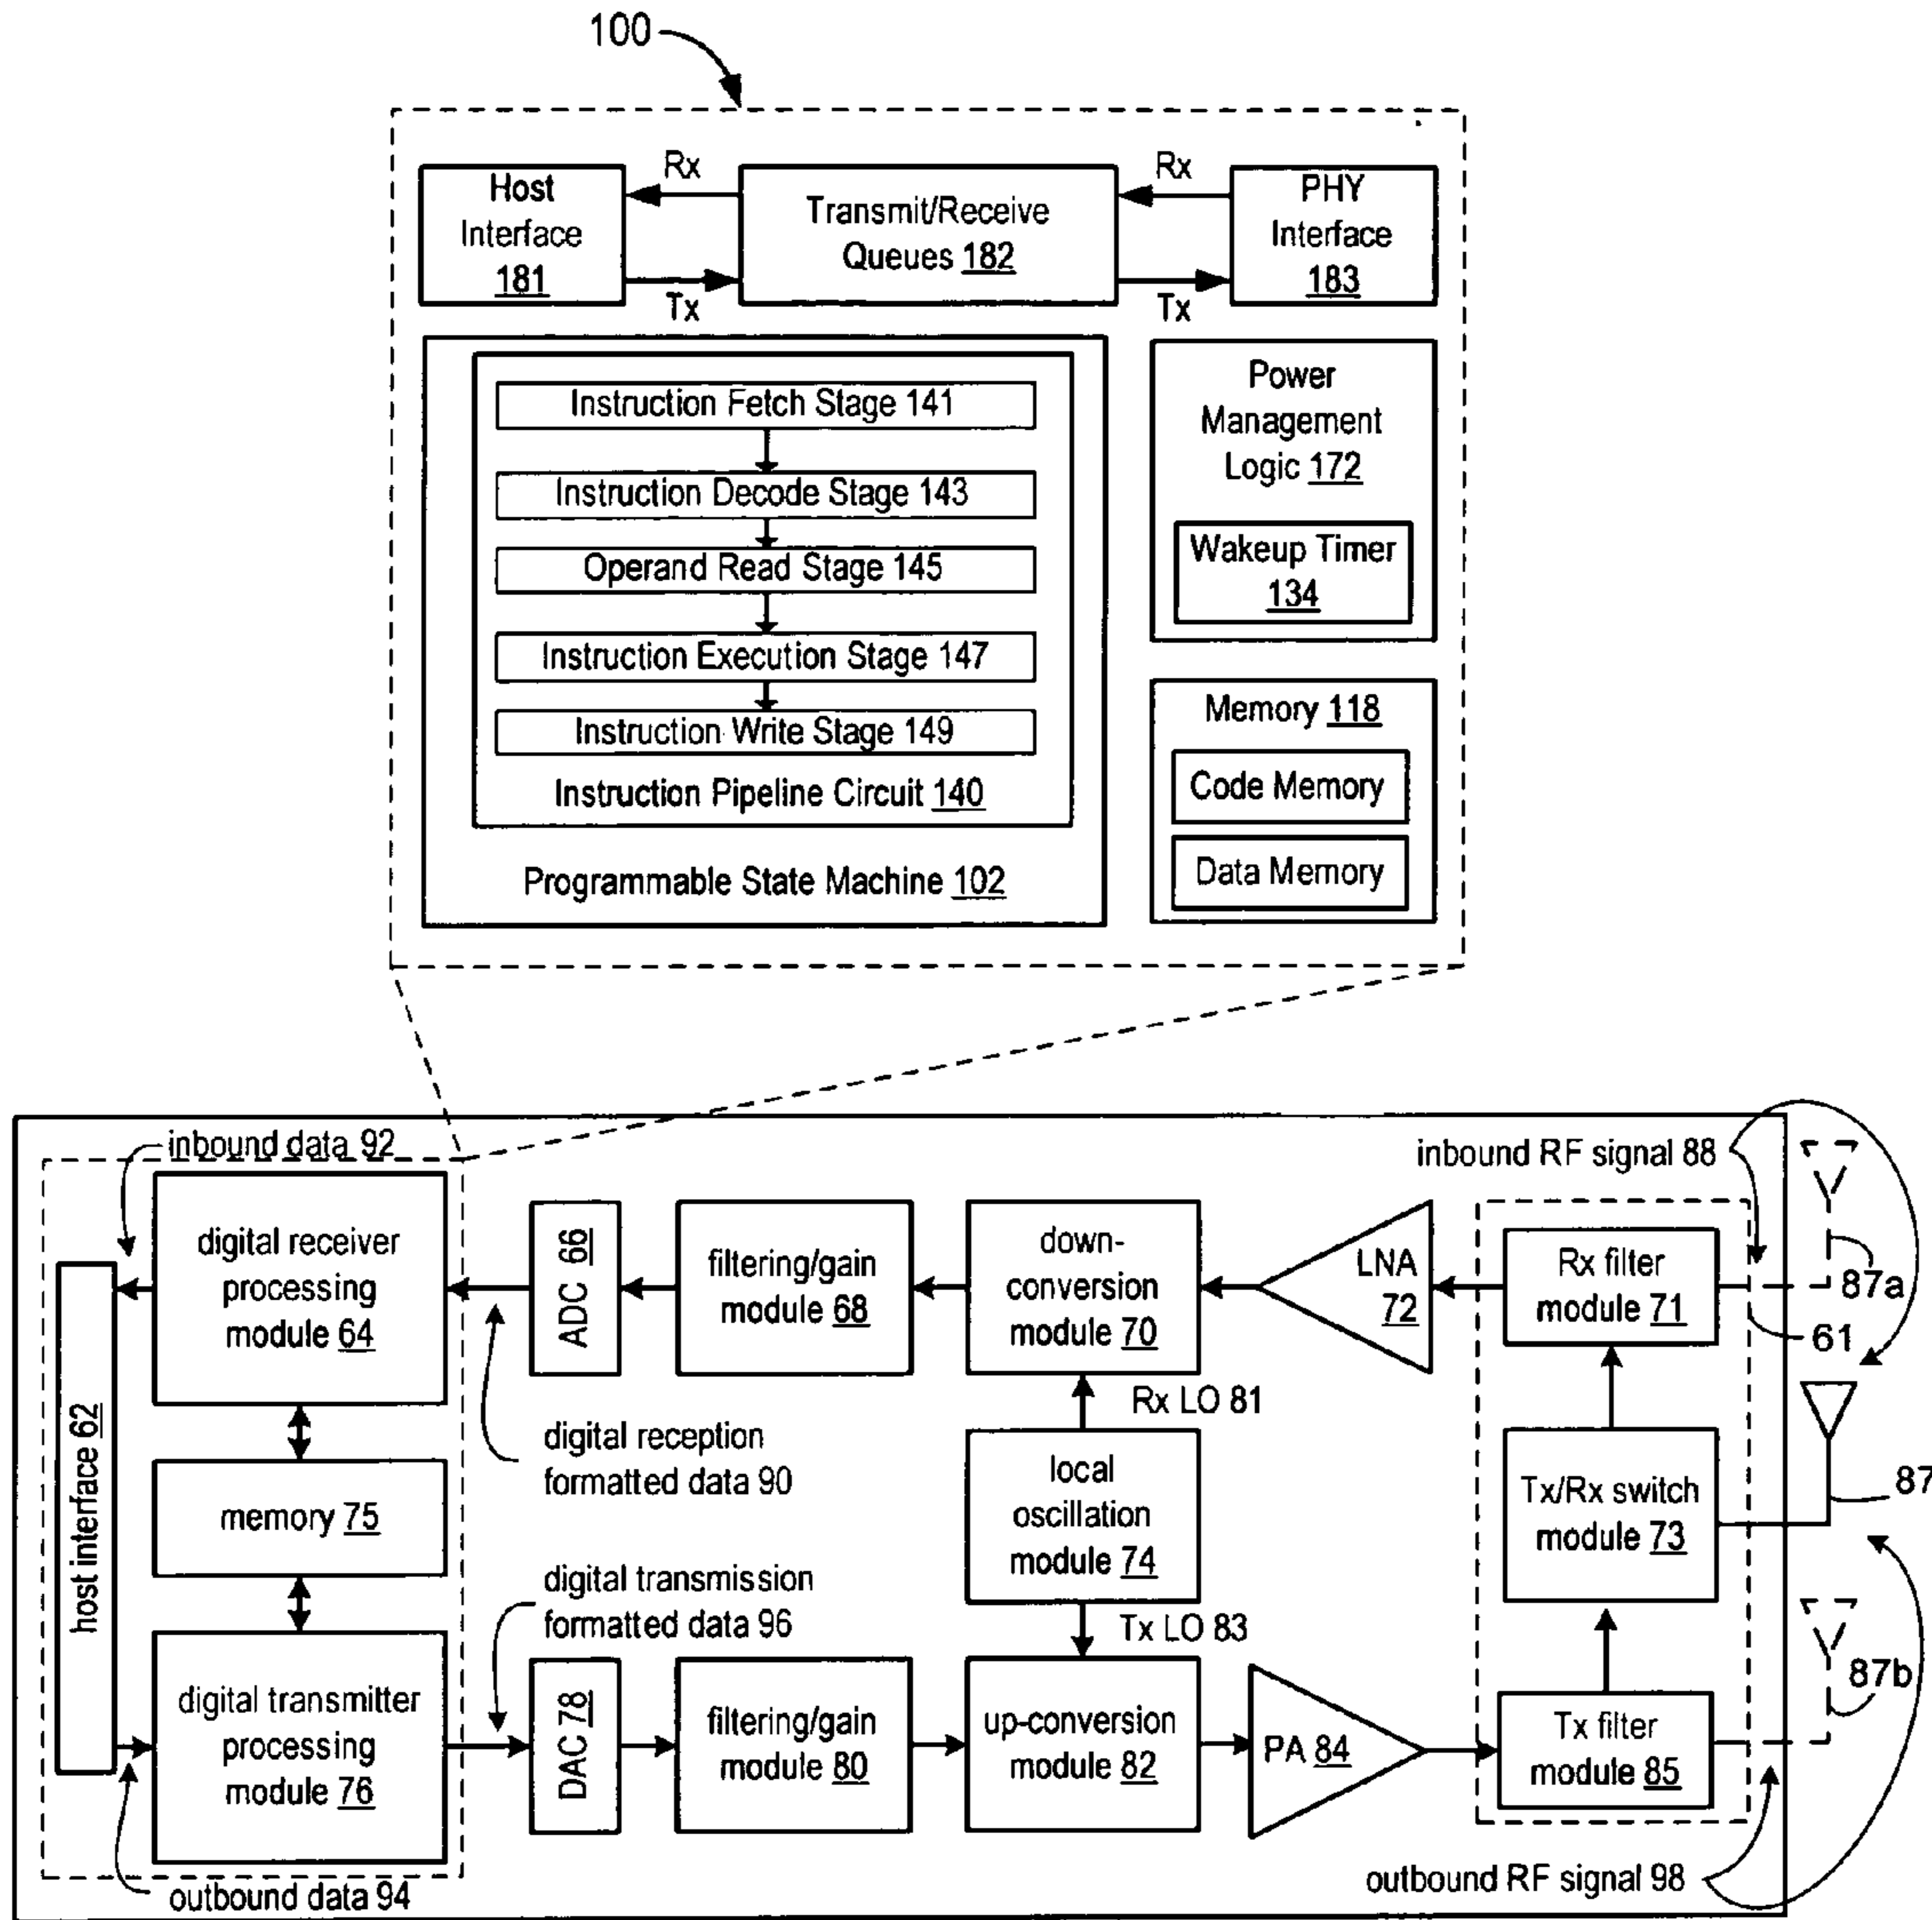 100
Rx
Rx
Host
Interface
181
Transmit/Receive
Queues 182
PHY
Interface
183
Tx
Tx
Instruction Fetch Stage 141
Instruction Decode Stage 143
Operand Read Stage 145
Instruction Execution Stage 147
Instruction Write Stage 149
Instruction Pipeline Circuit 140
Programmable State Machine 102
Power
Management
Logic 172
Wakeup Timer
134
Memory 118
Code Memory
Data Memory
inbound data 92
inbound RF signal 88
host interface 62
digital receiver
processing
module 64
ADC 66
filtering/gain
module 68
down-
conversion
module 70
LNA
72
Rx filter
module 71
87a
61
Rx LO 81
digital reception
formatted data 90
memory 75
local
oscillation
module 74
Tx/Rx switch
module 73
87
digital transmission
formatted data 96
Tx LO 83
digital transmitter
processing
module 76
DAC 78
filtering/gain
module 80
up-conversion
module 82
PA 84
Tx filter
module 85
87b
outbound data 94
outbound RF signal 98